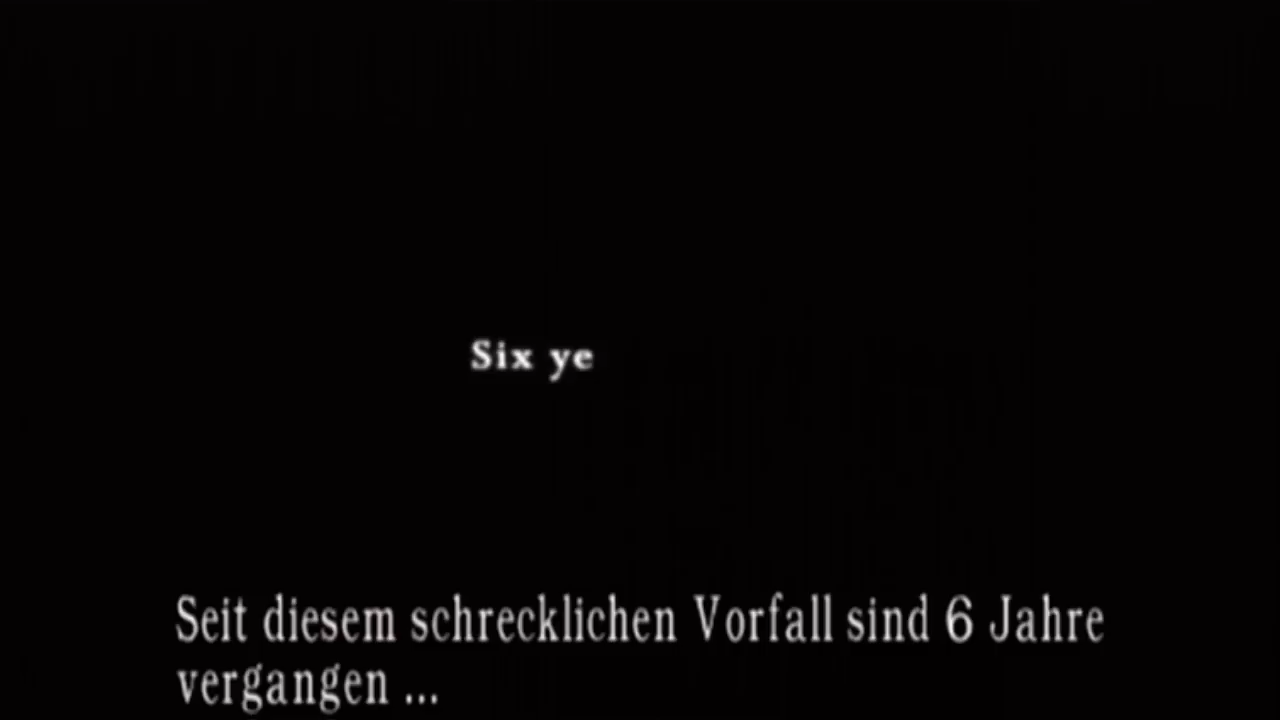 Six ye
Seit diesem schrecklichen Vorfall sind 6 Jahre
vergangen ...